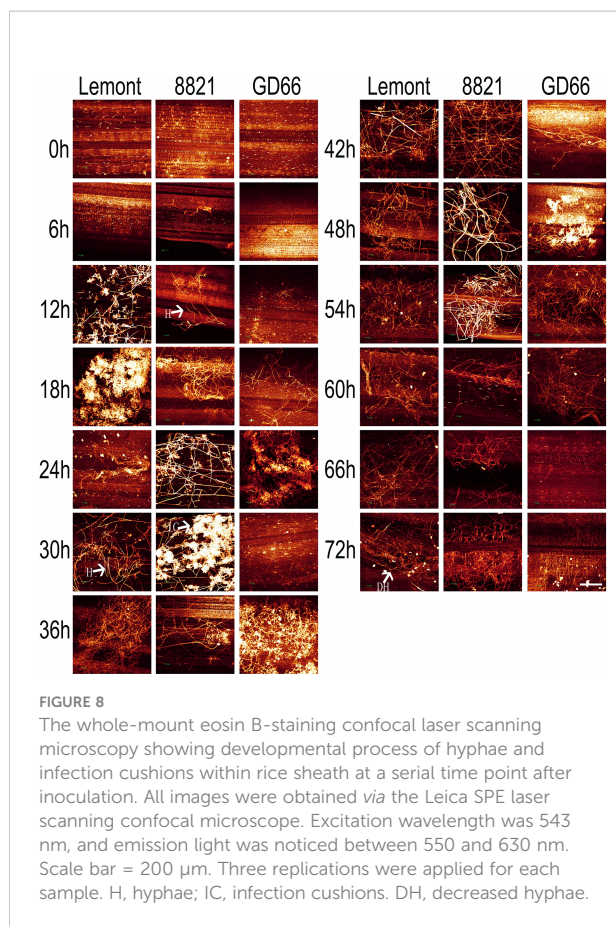 Lemont 8821 GD66
0h
6h
12h
H
18h
24h
30h
H
IC
36h
Lemont 8821 GD66
42h
48h
54h
60h
66h
72h
DH
FIGURE 8
The whole-mount eosin B-staining confocal laser scanning
microscopy showing developmental process of hyphae and
infection cushions within rice sheath at a serial time point after
inoculation. All images were obtained via the Leica SPE laser
scanning confocal microscope. Excitation wavelength was 543
nm, and emission light was noticed between 550 and 630 nm.
Scale bar = 200 µm. Three replications were applied for each
sample. H, hyphae; IC, infection cushions. DH, decreased hyphae.